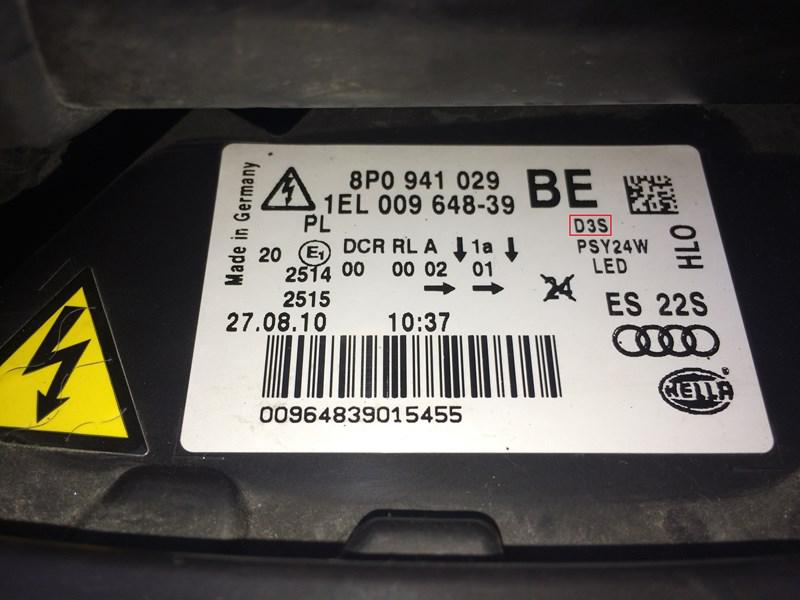 Made in Germany
8P0 941 029
1EL 009 648-39
BE
PL
D3S
PSY24W
LED
HLO
20 E1 DCR RL A 1a
2514 00 00 02 01
2515
24
ES 22S
27.08.10 10:37
00964839015455
HELLA ®